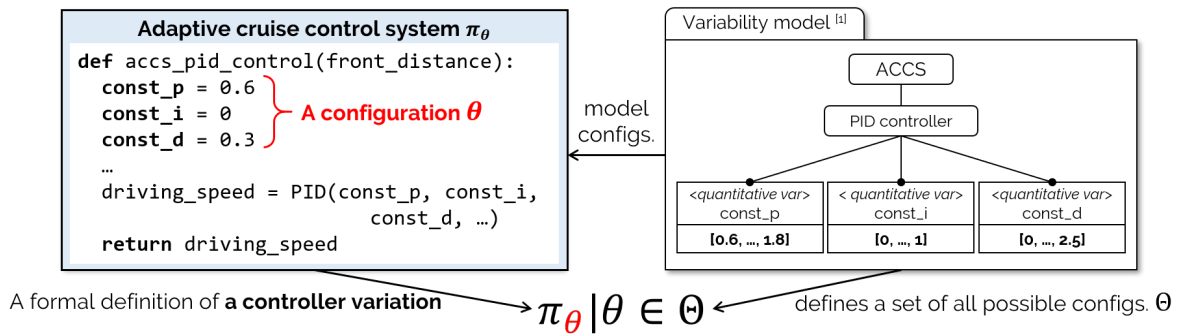 Adaptive cruise control system π_θ
def accs_pid_control(front_distance):
const_p = 0.6
const_i = 0
const_d = 0.3
A configuration θ
…
driving_speed = PID(const_p, const_i,
const_d, …)
return driving_speed
model
configs.
Variability model [1]
ACCS
PID controller
<quantitative var>
const_p
[0.6, …, 1.8]
< quantitative var>
const_i
[0, …, 1]
<quantitative var>
const_d
[0, …, 2.5]
A formal definition of a controller variation
π_θ|θ ∈ Θ
defines a set of all possible configs. Θ